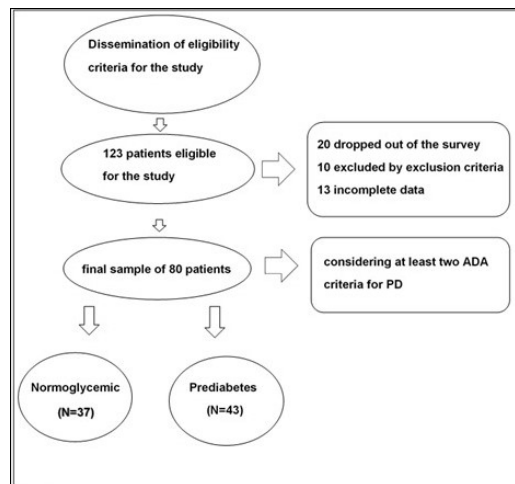 Dissemination of eligibility
criteria for the study
123 patients eligible
for the study
20 dropped out of the survey
10 excluded by exclusion criteria
13 incomplete data
final sample of 80 patients
considering at least two ADA
criteria for PD
Normoglycemic
(N=37)
Prediabetes
(N=43)